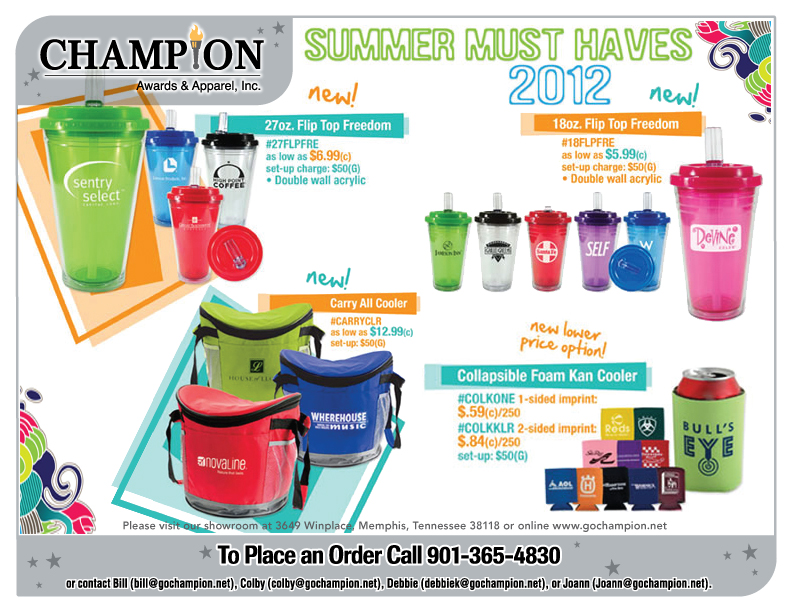 CHAMPION
Awards & Apparel, Inc.
SUMMER MUST HAVES
2012
new!
27oz. Flip Top Freedom
#27FLPFRE
as low as $6.99(c)
set-up charge: $50(G)
• Double wall acrylic
new!
18oz. Flip Top Freedom
#18FLPFRE
as low as $5.99(c)
set-up charge: $50(G)
• Double wall acrylic
sentry
select
HIGH POINT
COFFEE
DeVine
SELF
W
Santa Fe
new!
Carry All Cooler
#CARRYCLR
as low as $12.99(c)
set-up: $50(G)
WHEREHOUSE
music
novaLine
new lower
price option!
Collapsible Foam Kan Cooler
#COLKONE 1-sided imprint:
$.59(c)/250
#COLKKLR 2-sided imprint:
$.84(c)/250
set-up: $50(G)
Reds
ARIAT
AOL
Husqvarna
BULL'S
EYE
Please visit our showroom at 3649 Winplace, Memphis, Tennessee 38118 or online www.gochampion.net
To Place an Order Call 901-365-4830
or contact Bill (bill@gochampion.net), Colby (colby@gochampion.net), Debbie (debbiek@gochampion.net), or Joann (Joann@gochampion.net).